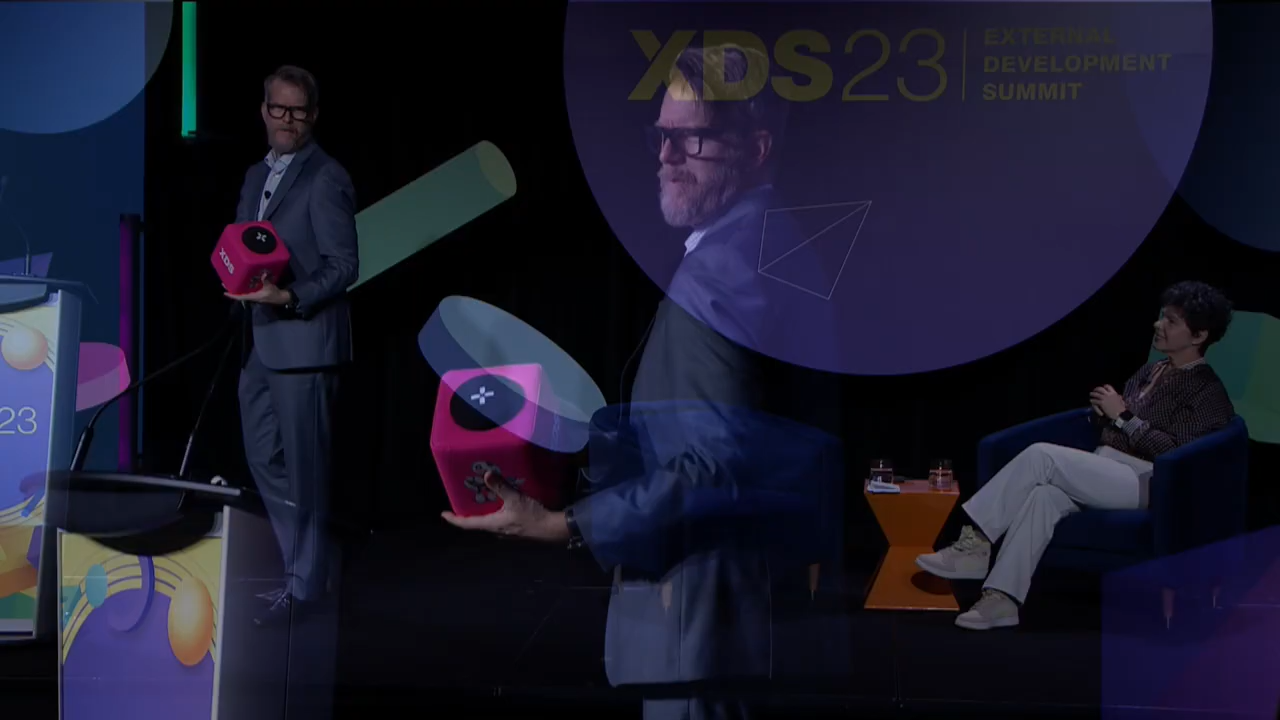 XDS23
EXTERNAL
DEVELOPMENT
SUMMIT
XDS
23